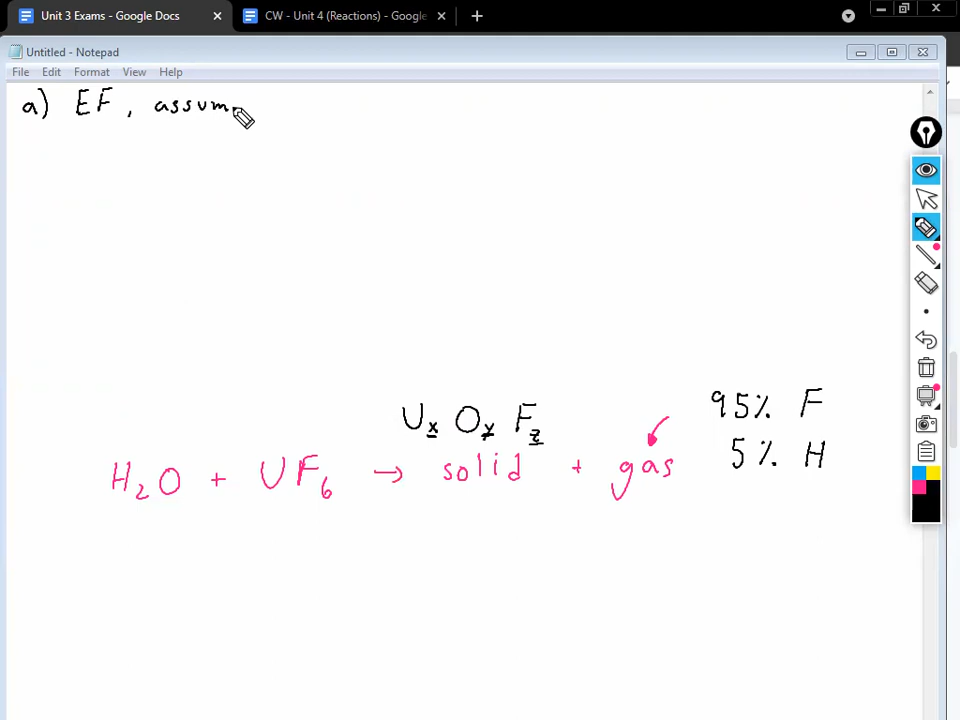 Unit 3 Exams - Google Docs
CW - Unit 4 (Reactions) - Google
Untitled - Notepad
File Edit Format View Help
a) EF, assum
95% F
UxOyFz
5% H
H2O + UF6 → solid + gas